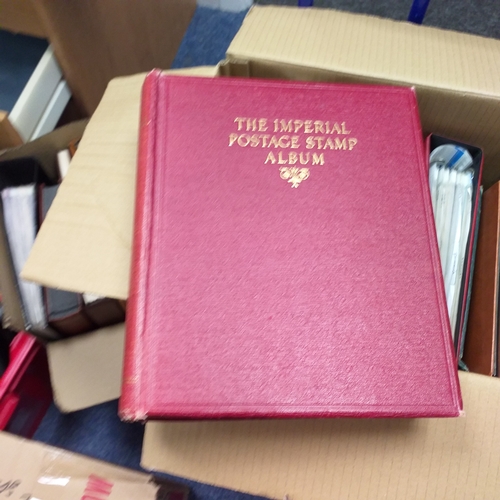 THE IMPERIAL
POSTAGE STAMP
ALBUM